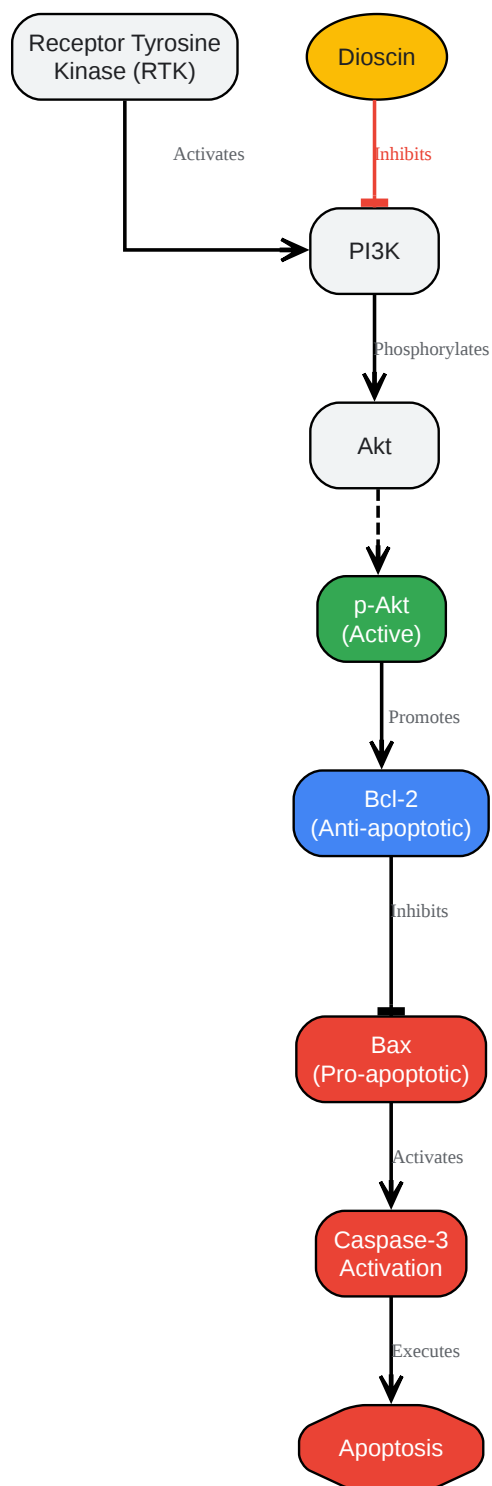 Receptor Tyrosine
Kinase (RTK)
Dioscin
Activates
Inhibits
PI3K
Phosphorylates
Akt
p-Akt
(Active)
Promotes
Bcl-2
(Anti-apoptotic)
Inhibits
Bax
(Pro-apoptotic)
Activates
Caspase-3
Activation
Executes
Apoptosis